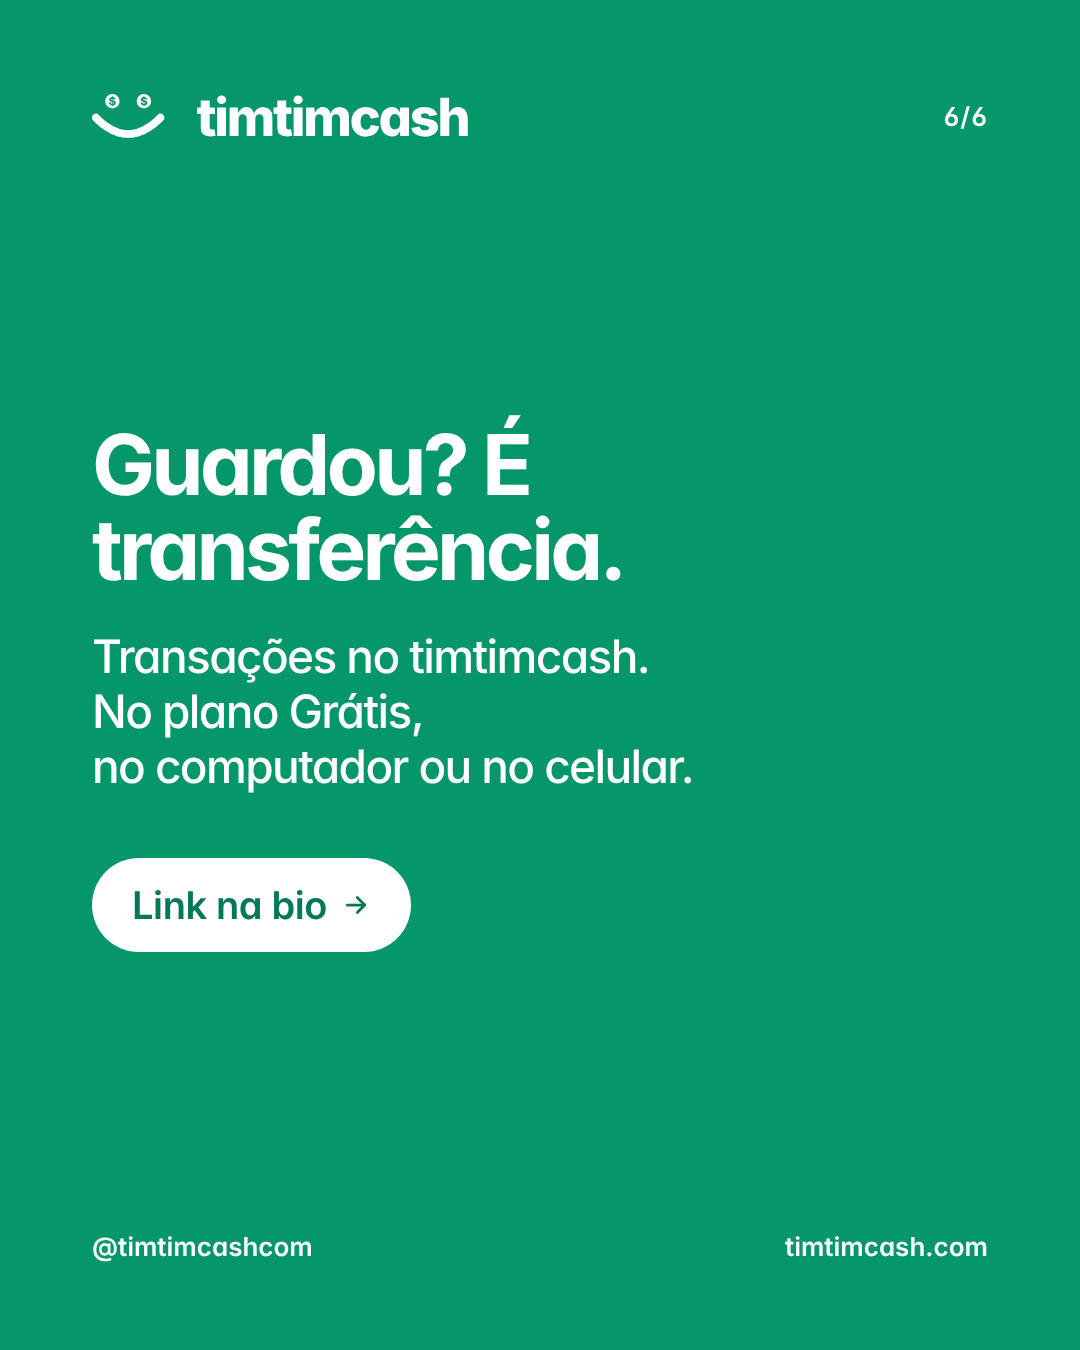 timtimcash
6/6
Guardou? É
transferência.
Transações no timtimcash.
No plano Grátis,
no computador ou no celular.
Link na bio →
@timtimcashcom
timtimcash.com